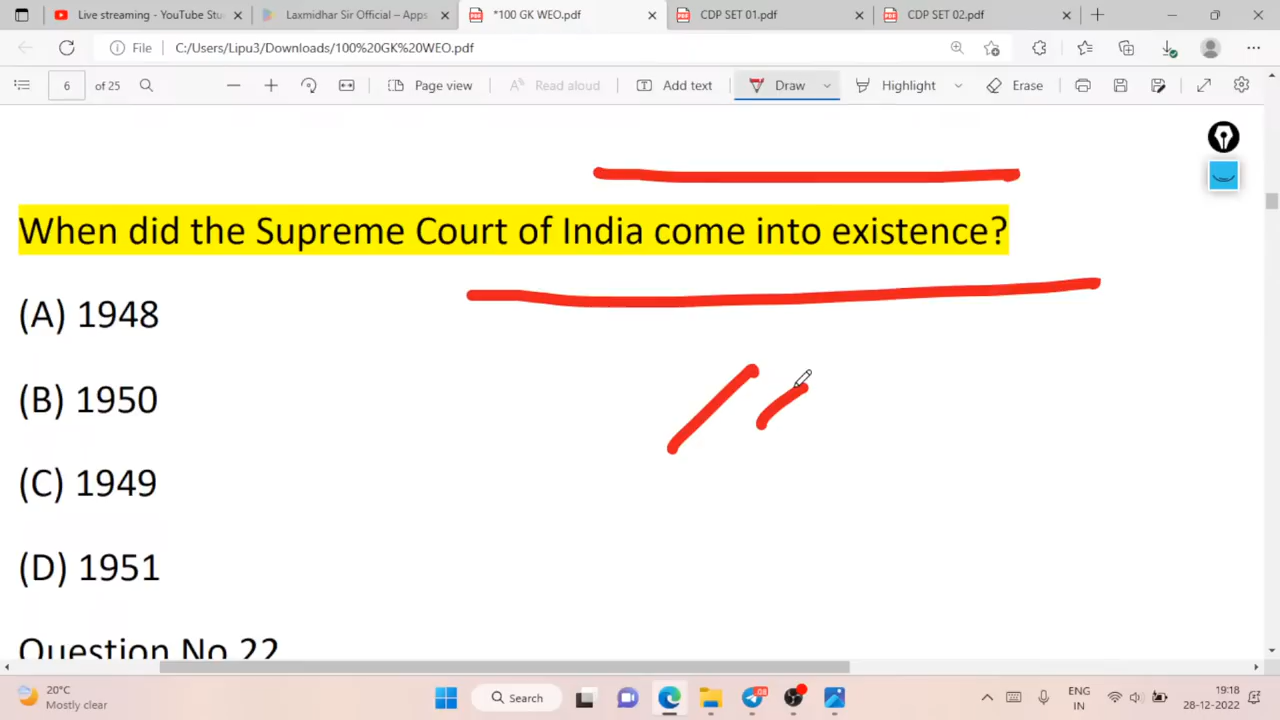 Live streaming - YouTube Stu
Laxmidhar Sir Official – Apps
*100 GK WEO.pdf
CDP SET 01.pdf
CDP SET 02.pdf
File
C:/Users/Lipu3/Downloads/100%20GK%20WEO.pdf
6 of 25
Page view
Read aloud
Add text
Draw
Highlight
Erase
When did the Supreme Court of India come into existence?
(A) 1948
(B) 1950
(C) 1949
(D) 1951
Question No 22
20°C
Mostly clear
Search
ENG
IN
19:18
28-12-2022